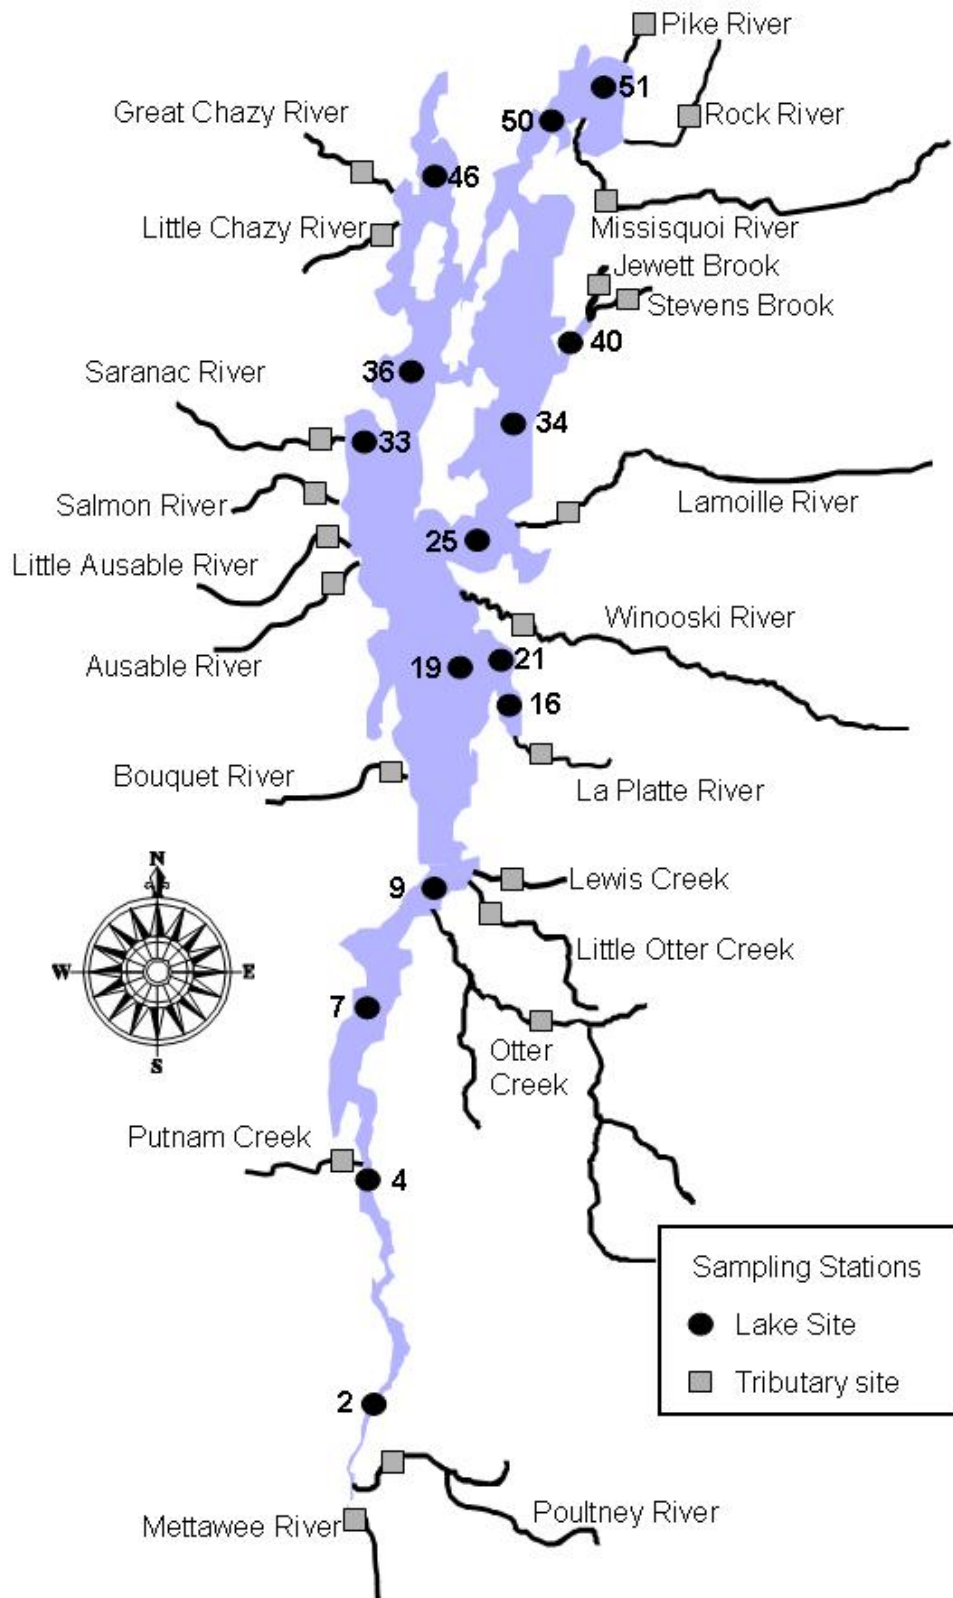 Pike River
51
Great Chazy River
50
Rock River
46
Little Chazy River
Missisquoi River
Jewett Brook
Stevens Brook
40
36
Saranac River
34
33
Salmon River
Lamoille River
25
Little Ausable River
Winooski River
Ausable River
19
21
16
Bouquet River
La Platte River
N
9
Lewis Creek
Little Otter Creek
W
E
7
S
Otter
Creek
Putnam Creek
4
Sampling Stations
Lake Site
Tributary site
2
Poultney River
Mettawee River